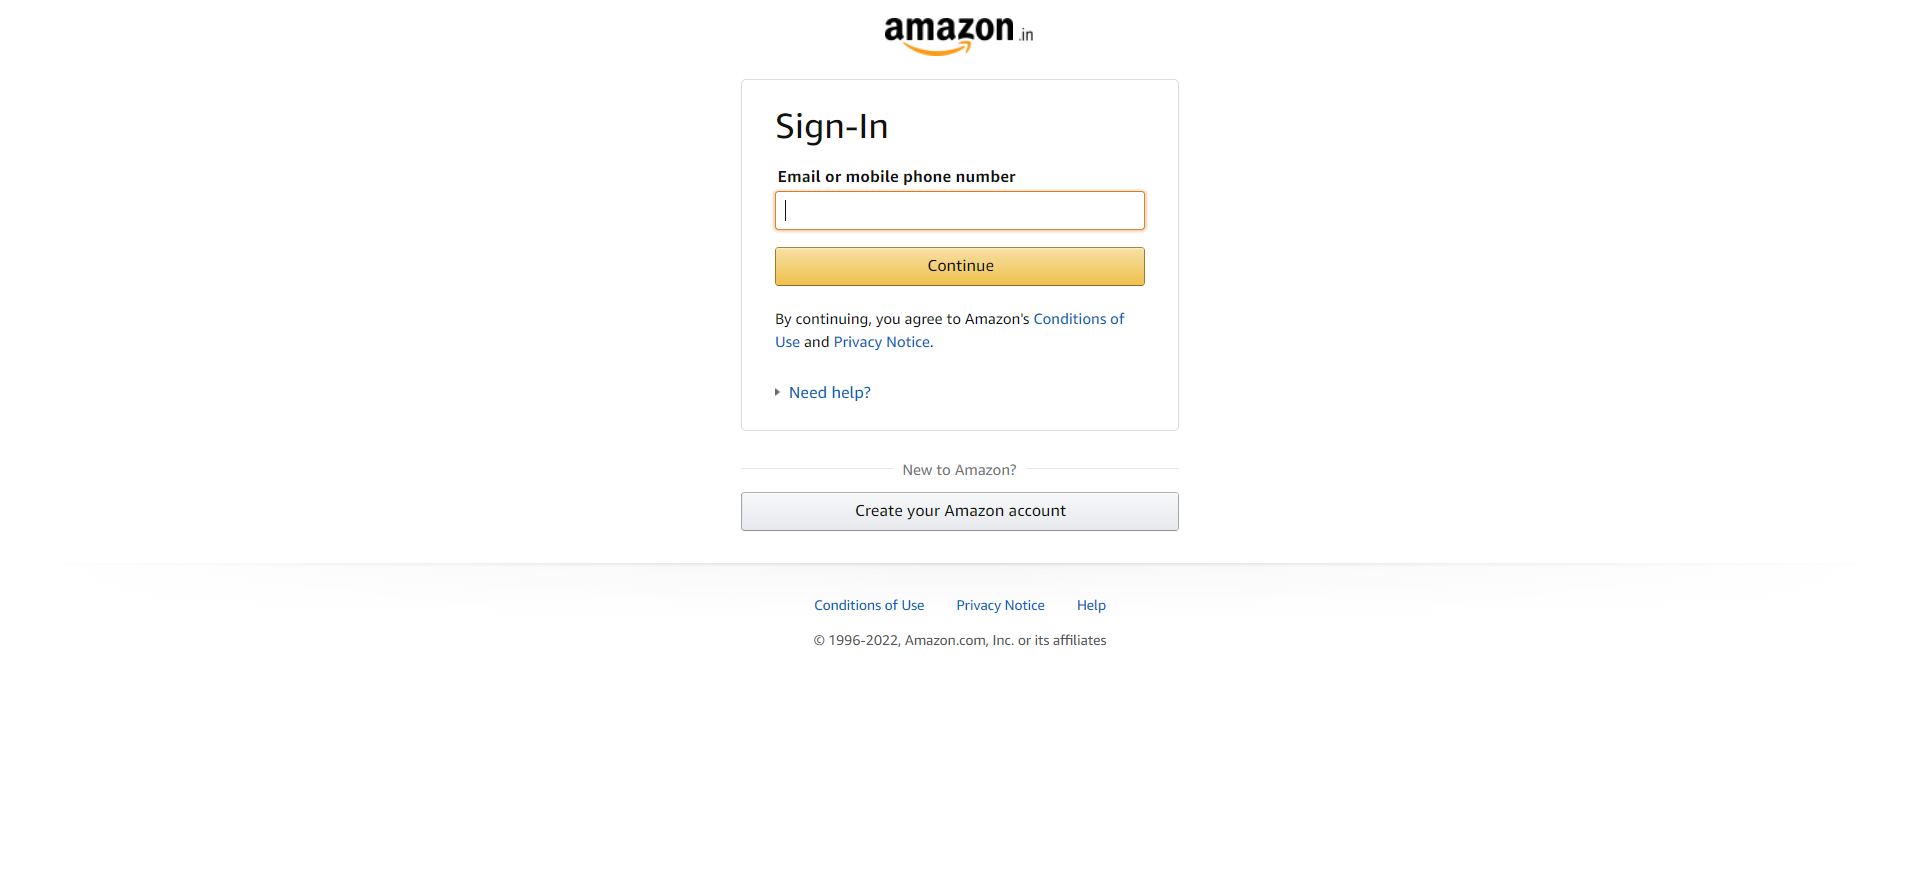 amazon.in
Sign-In
Email or mobile phone number
Continue
By continuing, you agree to Amazon's Conditions of
Use and Privacy Notice.
Need help?
New to Amazon?
Create your Amazon account
Conditions of Use Privacy Notice Help
© 1996-2022, Amazon.com, Inc. or its affiliates